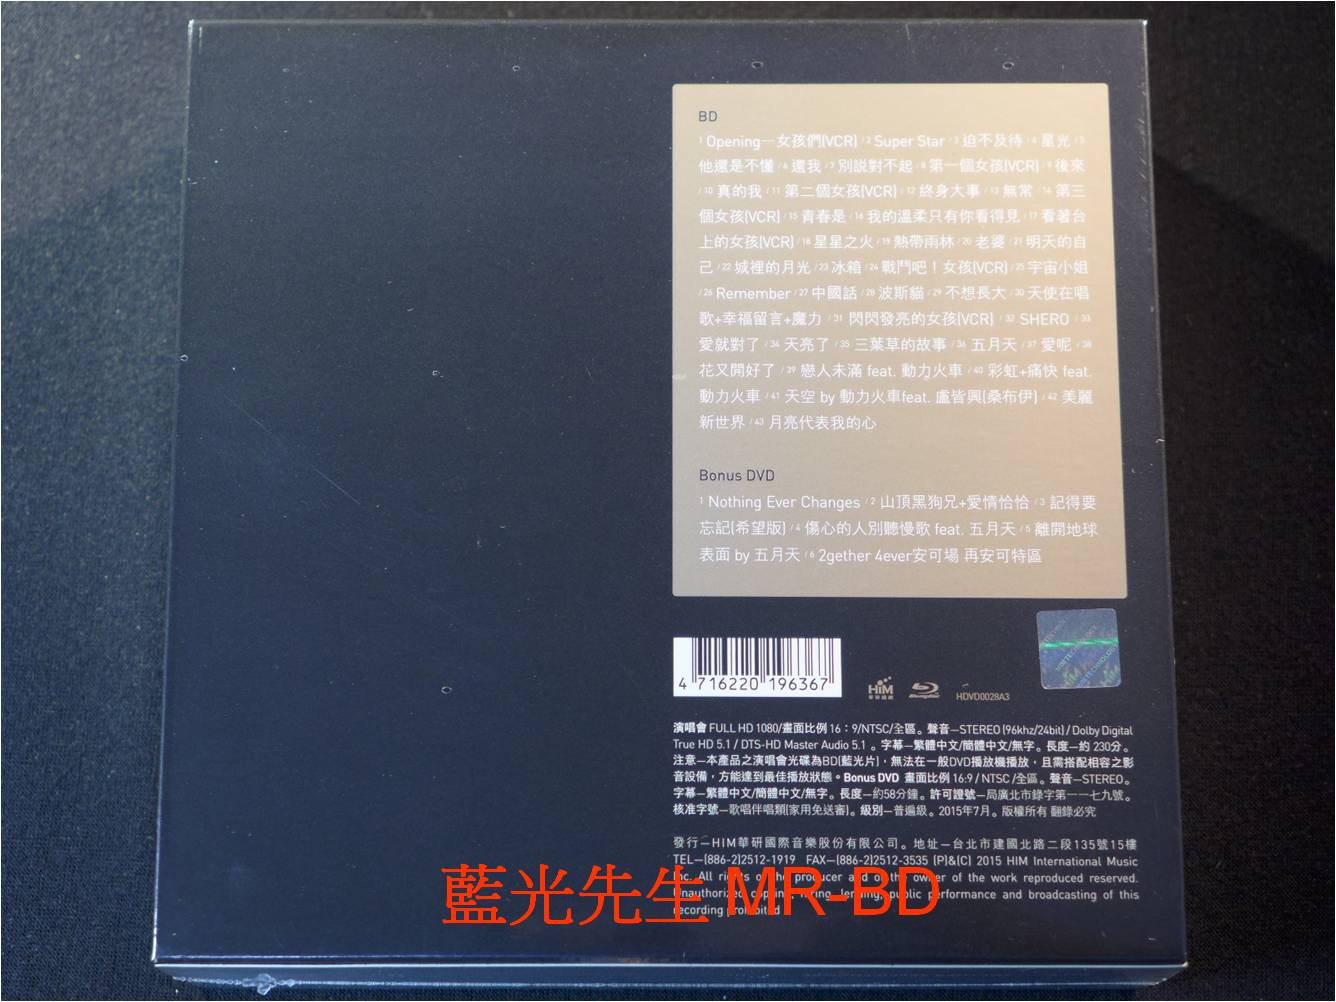 BD
1 Opening—女孩們(VCR) / 2 Super Star / 3 迫不及待 / 4 星光 / 5
他還是不懂 / 6 還我 / 7 別說對不起 / 8 第一個女孩(VCR) / 9 後來
/ 10 真的我 / 11 第二個女孩(VCR) / 12 終身大事 / 13 無常 / 14 第三
個女孩(VCR) / 15 青春是 / 16 我的溫柔只有你看得見 / 17 看著台
上的女孩(VCR) / 18 星星之火 / 19 熱帶雨林 / 20 老婆 / 21 明天的自
己 / 22 城裡的月光 / 23 冰箱 / 24 戰鬥吧！女孩(VCR) / 25 宇宙小姐
/ 26 Remember / 27 中國話 / 28 波斯貓 / 29 不想長大 / 30 天使在唱
歌+幸福留言+魔力 / 31 閃閃發亮的女孩(VCR) / 32 SHERO / 33
愛就對了 / 34 天亮了 / 35 三葉草的故事 / 36 五月天 / 37 愛呢 / 38
花又開好了 / 39 戀人未滿 feat. 動力火車 / 40 彩虹+痛快 feat.
動力火車 / 41 天空 by 動力火車feat. 盧皆興(桑布伊) / 42 美麗
新世界 / 43 月亮代表我的心
Bonus DVD
1 Nothing Ever Changes / 2 山頂黑狗兄+愛情恰恰 / 3 記得要
忘記(希望版) / 4 傷心的人別聽慢歌 feat. 五月天 / 5 離開地球
表面 by 五月天 / 6 2gether 4ever安可場 再安可特區
4 716220 196367
HIM
華研國際
Blu-ray Disc
HDVD0028A3
演唱會 FULL HD 1080/畫面比例 16：9/NTSC/全區。聲音—STEREO (96khz/24bit) / Dolby Digital
True HD 5.1 / DTS-HD Master Audio 5.1 。字幕—繁體中文/簡體中文/無字。長度—約 230分。
注意—本產品之演唱會光碟為BD(藍光片)，無法在一般DVD播放機播放，且需搭配相容之影
音設備，方能達到最佳播放狀態。Bonus DVD 畫面比例 16:9 / NTSC /全區。聲音—STEREO。
字幕—繁體中文/簡體中文/無字。長度—約58分鐘。許可證號—局廣北市錄字第一一七九號。
核准字號—歌唱伴唱類(家用免送審)。級別—普遍級。2015年7月。版權所有 翻錄必究
發行—HIM華研國際音樂股份有限公司。地址—台北市建國北路二段135號15樓
TEL—(886-2)2512-1919 FAX—(886-2)2512-3535 (P)&(C) 2015 HIM International Music
Inc. All rights of the producer and of the owner of the work reproduced reserved.
Unauthorized copying, hiring, lending, public performance and broadcasting of this
recording prohibited
藍光先生 MR-BD